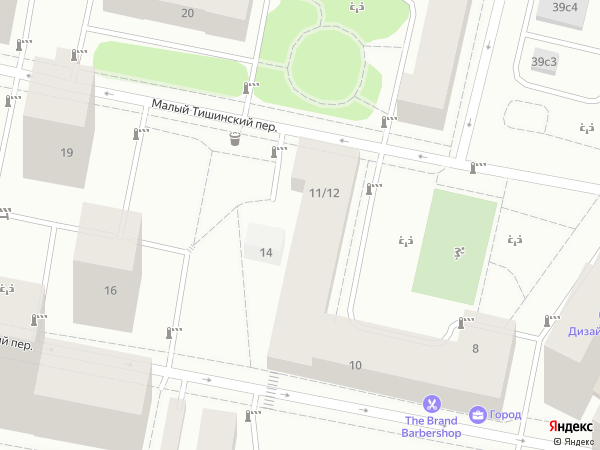 39с4
20
39с3
Малый Тишинский пер.
19
11/12
14
16
ий пер.
8
10
Дизай
The Brand
Barbershop
Город
Яндекс
© Яндекс